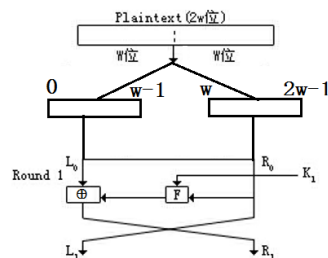 Plaintext(2w位)
W位 W位
0 w-1 w 2w-1
L₀ R₀
Round 1 K₁
⊕ F
L₁ R₁